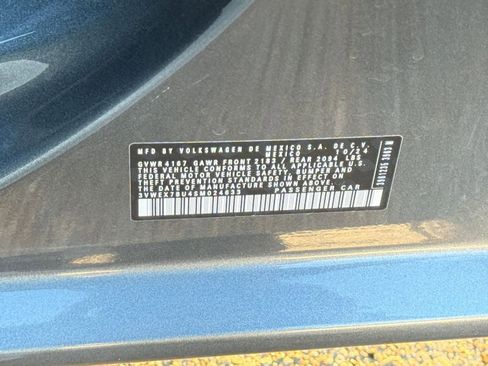 MFD BY VOLKSWAGEN DE MEXICO S.A. DE C.V.
MEXICO 10/24
GVWR 4167 GAWR FRONT 2183 / REAR 2094 LBS
THIS VEHICLE CONFORMS TO ALL APPLICABLE U.S.
FEDERAL MOTOR VEHICLE SAFETY, BUMPER AND
THEFT PREVENTION STANDARDS IN EFFECT ON
THE DATE OF MANUFACTURE SHOWN ABOVE.
PASSENGER CAR